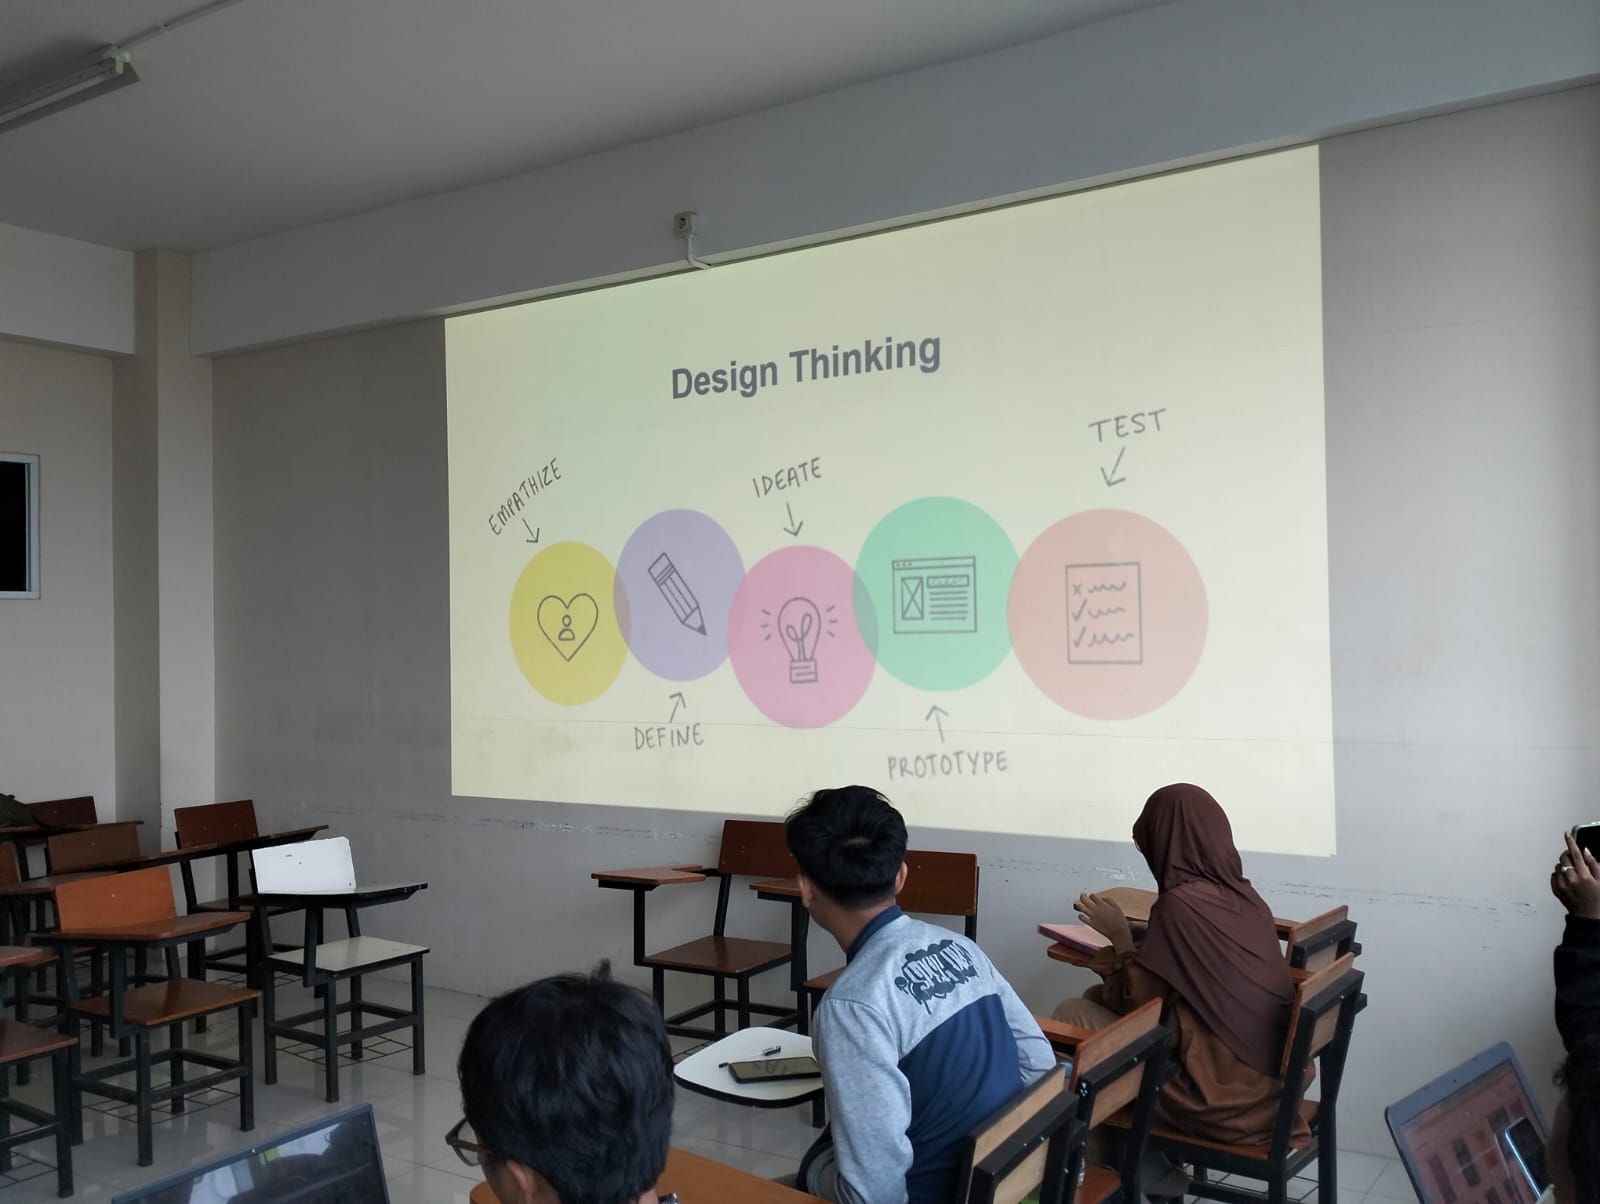 Design Thinking
EMPATHIZE
DEFINE
IDEATE
PROTOTYPE
TEST